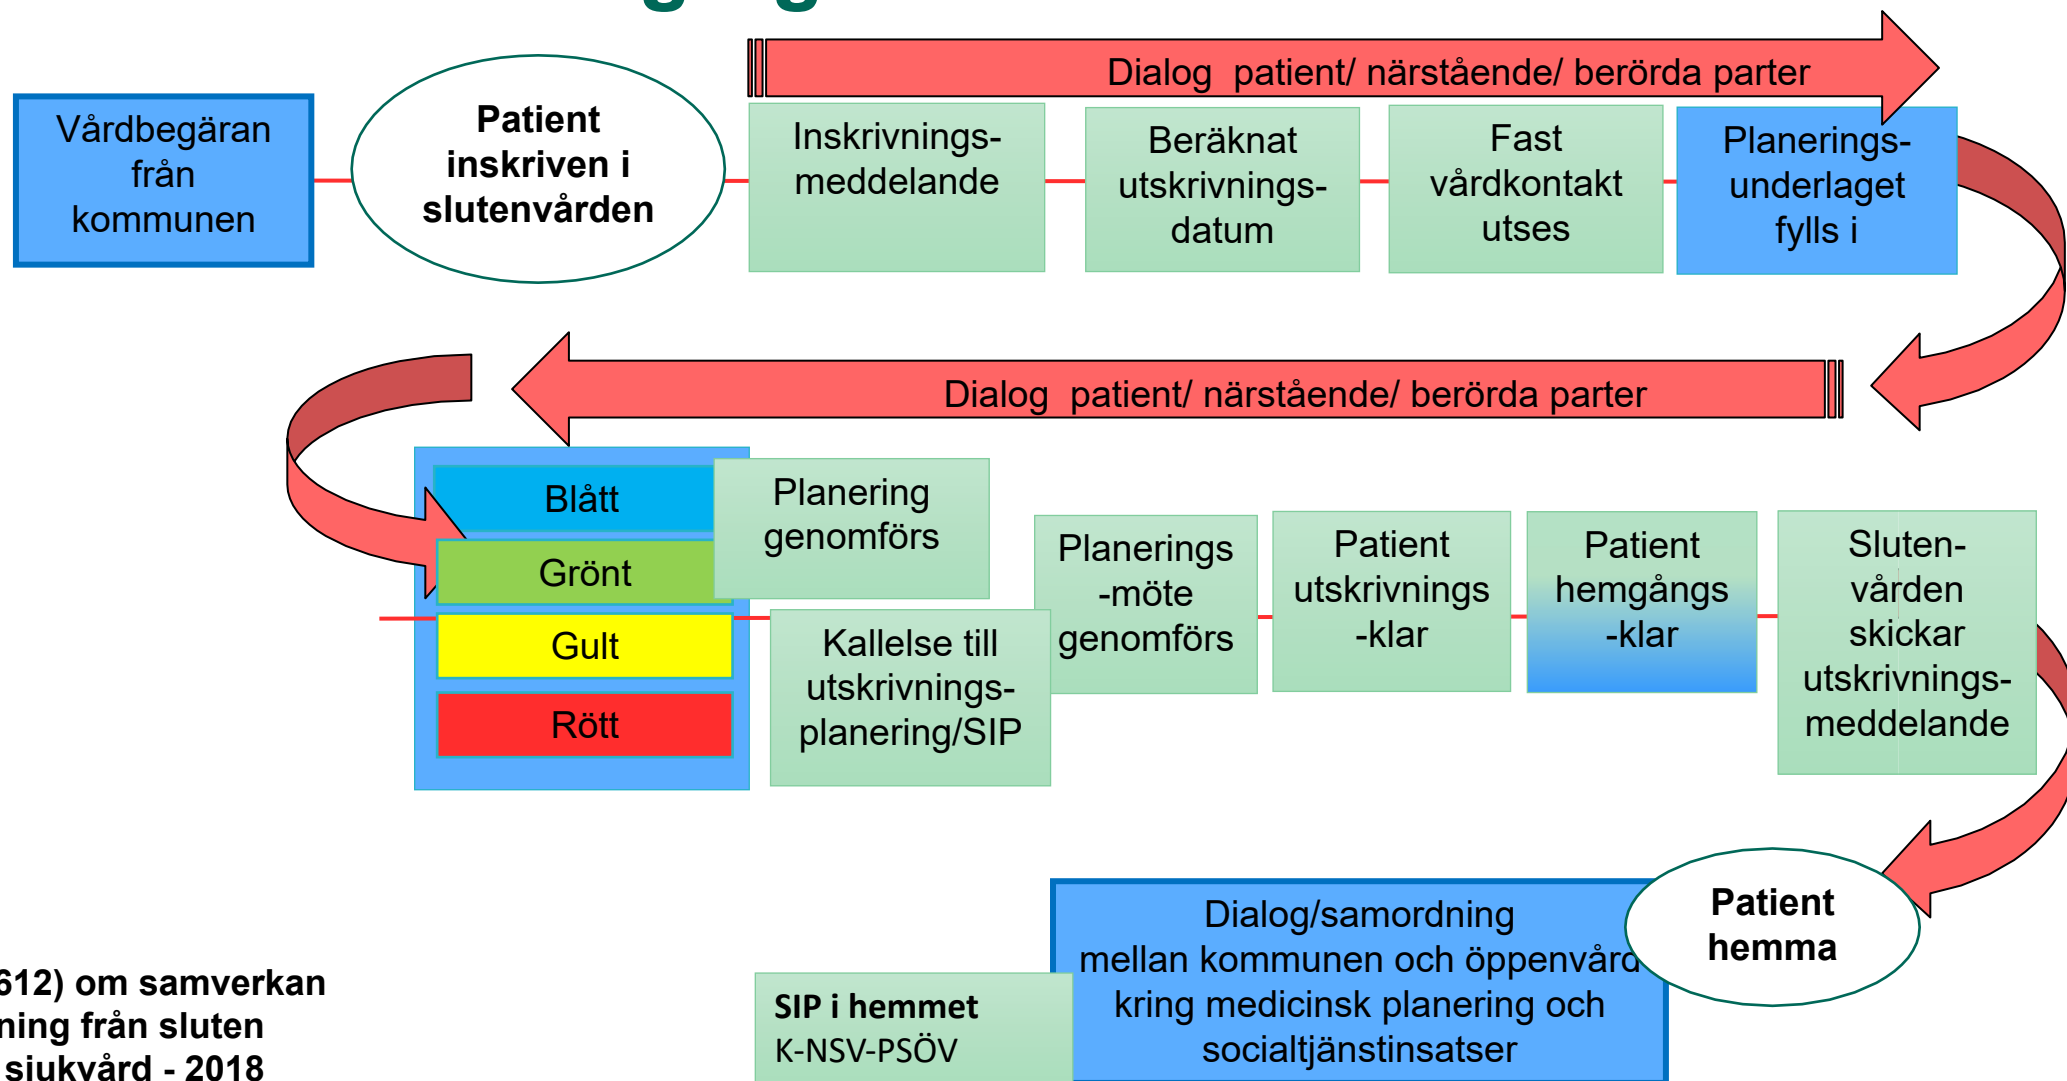 Dialog patient/ närstående/ berörda parter
Vårdbegäran
från
kommunen
Patient
inskriven i
slutenvården
Inskrivnings-
meddelande
Beräknat
utskrivnings-
datum
Fast
vårdkontakt
utses
Planerings-
underlaget
fylls i
Dialog patient/ närstående/ berörda parter
Blått
Grönt
Gult
Rött
Planering
genomförs
Kallelse till
utskrivnings-
planering/SIP
Planerings
-möte
genomförs
Patient
utskrivnings
-klar
Patient
hemgångs
-klar
Sluten-
vården
skickar
utskrivnings-
meddelande
Patient
hemma
Dialog/samordning
mellan kommunen och öppenvård
kring medicinsk planering och
socialtjänstinsatser
SIP i hemmet
K-NSV-PSÖV
612) om samverkan
ning från sluten
sjukvård - 2018